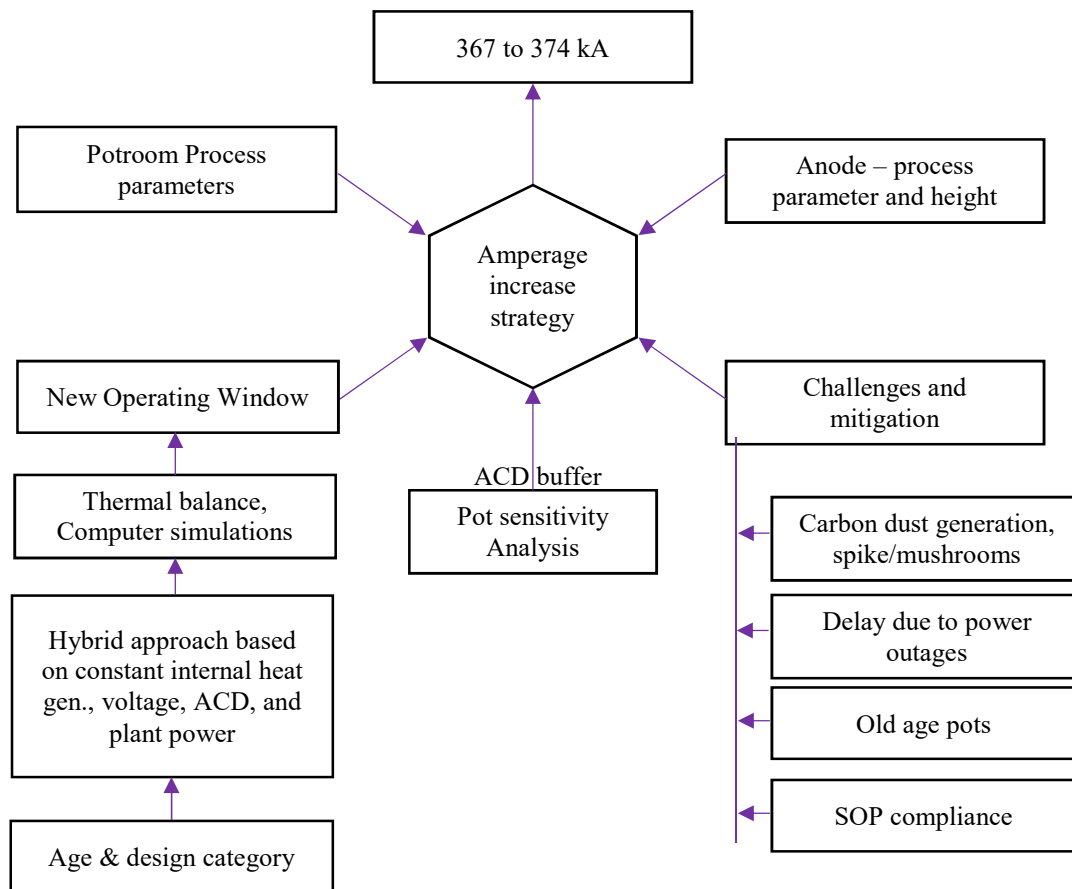 367 to 374 kA
Potroom Process
parameters
Anode – process
parameter and height
Amperage
increase
strategy
New Operating Window
Challenges and
mitigation
Thermal balance,
Computer simulations
ACD buffer
Pot sensitivity
Analysis
Carbon dust generation,
spike/mushrooms
Hybrid approach based
on constant internal heat
gen., voltage, ACD, and
plant power
Delay due to power
outages
Old age pots
SOP compliance
Age & design category